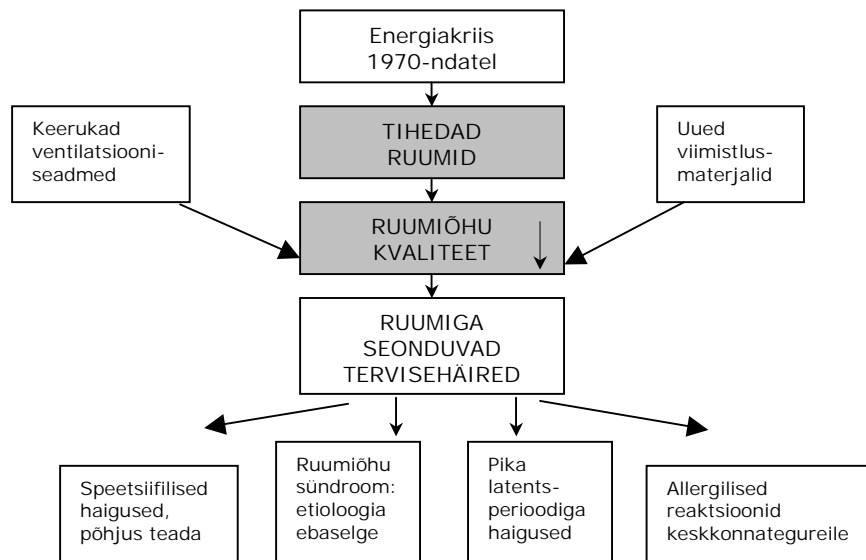 Energiakriis
1970-ndatel
TIHEDAD
RUUMID
Keerukad
ventilatsiooni-
seadmed
Uued
viimistlus-
materjalid
RUUMIÕHU
KVALITEET
RUUMIGA
SEONDUVAD
TERVISEHÄIRED
Speetsiifilised
haigused,
põhjus teada
Ruumiõhu
sündroom:
etioloogia
ebaselge
Pika
latents-
perioodiga
haigused
Allergilised
reaktsioonid
keskkonnategureile